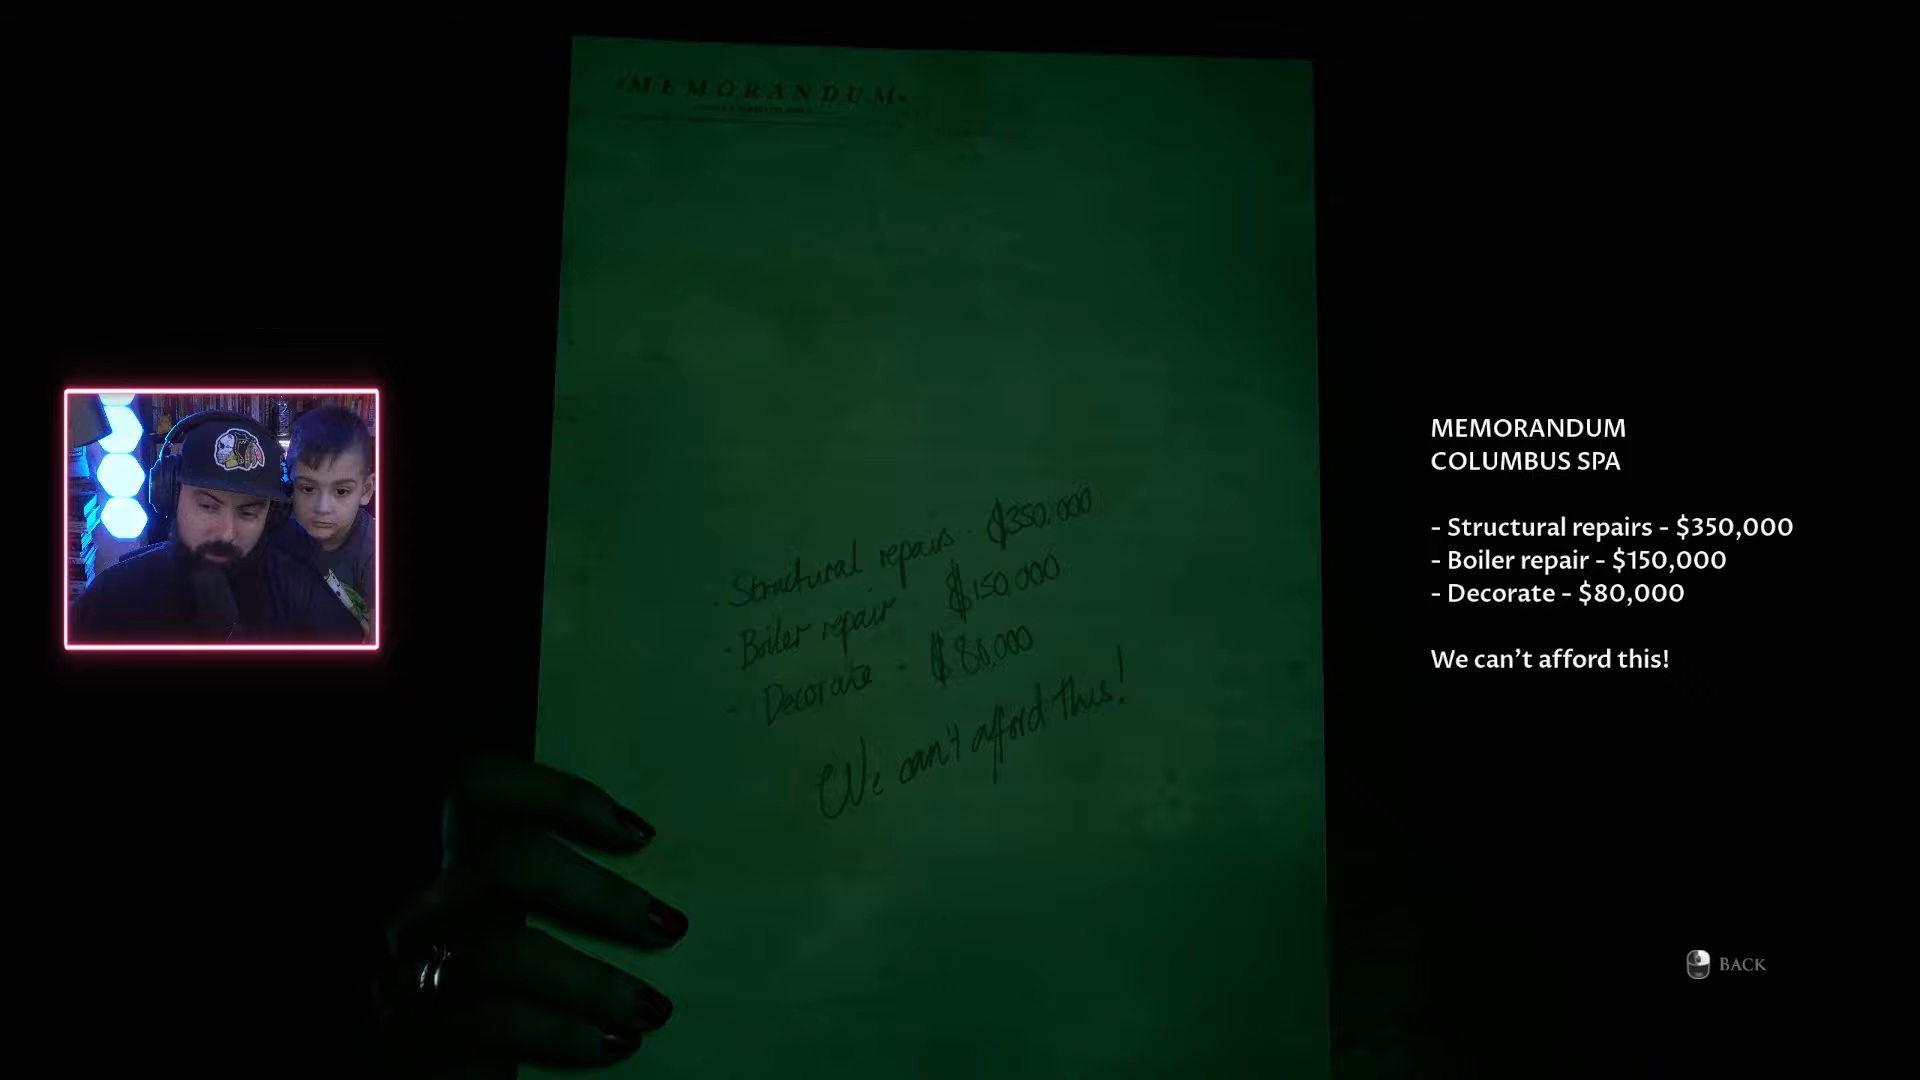 MEMORANDUM
- Structural repairs - $350,000
- Boiler repair - $150,000
- Decorate - $80,000
We can't afford this!
MEMORANDUM
COLUMBUS SPA
- Structural repairs - $350,000
- Boiler repair - $150,000
- Decorate - $80,000
We can't afford this!
BACK